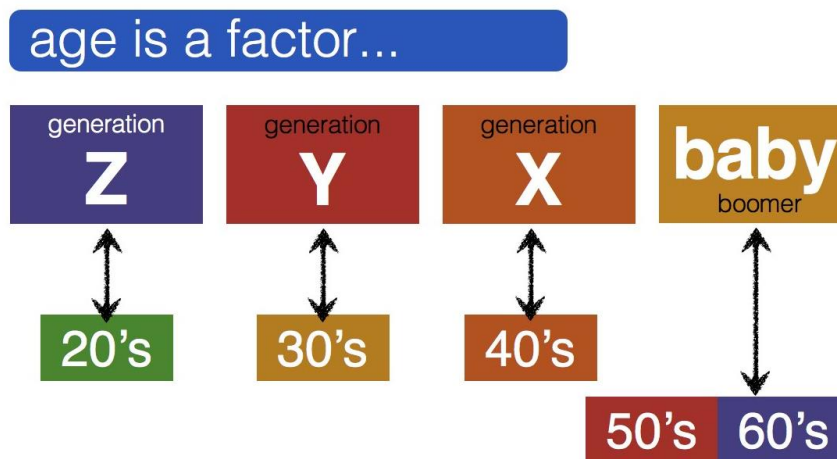 age is a factor...
generation
Z
generation
Y
generation
X
baby
boomer
20's
30's
40's
50's
60's